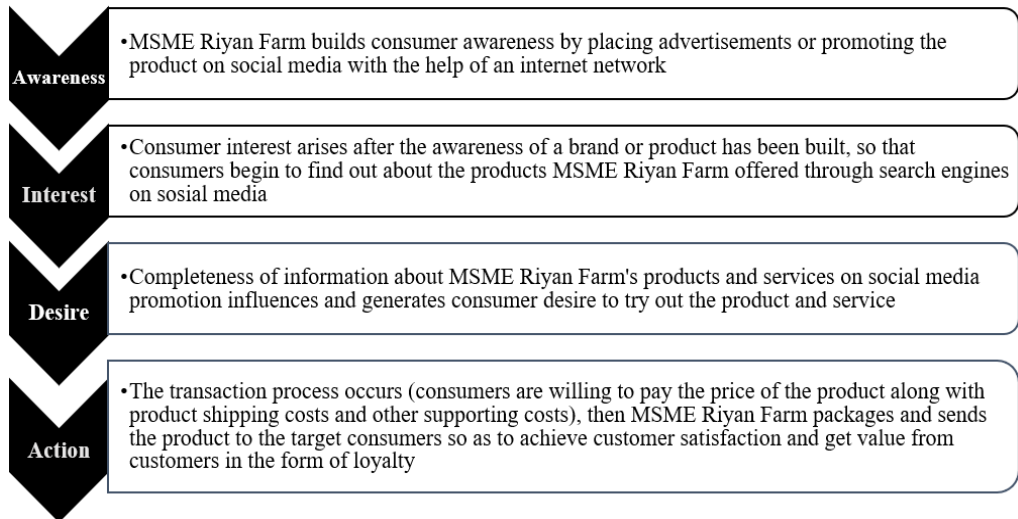 Awareness
•MSME Riyan Farm builds consumer awareness by placing advertisements or promoting the
product on social media with the help of an internet network
Interest
•Consumer interest arises after the awareness of a brand or product has been built, so that
consumers begin to find out about the products MSME Riyan Farm offered through search engines
on sosial media
Desire
•Completeness of information about MSME Riyan Farm's products and services on social media
promotion influences and generates consumer desire to try out the product and service
Action
•The transaction process occurs (consumers are willing to pay the price of the product along with
product shipping costs and other supporting costs), then MSME Riyan Farm packages and sends
the product to the target consumers so as to achieve customer satisfaction and get value from
customers in the form of loyalty